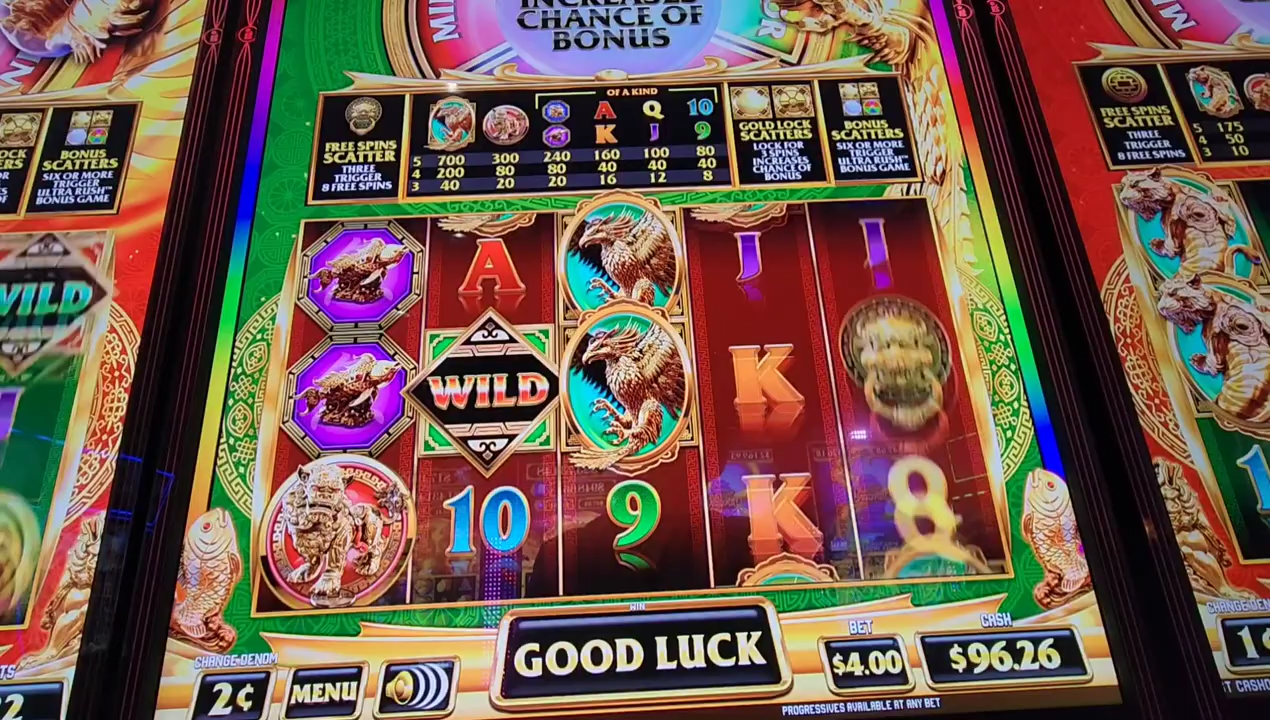 INCREASED
CHANCE OF
BONUS
OF A KIND
FREE SPINS
SCATTER
THREE
TRIGGER
8 FREE SPINS
A Q 10
K J 9
5 700 300 240 160 100 80
4 200 80 80 40 40 40
3 40 20 20 16 12 8
GOLD LOCK
SCATTERS
LOCK FOR
3 SPINS
INCREASES
CHANCE OF
BONUS
BONUS
SCATTERS
SIX OR MORE
TRIGGER
ULTRA RUSH™
BONUS GAME
BONUS
SCATTERS
SIX OR MORE
TRIGGER
ULTRA RUSH™
BONUS GAME
FREE SPINS
SCATTER
THREE
TRIGGER
8 FREE SPINS
5 175
4 50
3 10
WILD
A J J
WILD K
10 9 K
WIN
GOOD LUCK
BET
$4.00
CASH
$96.26
CHANGE DENOM
2¢
MENU
PROGRESSIVES AVAILABLE AT ANY BET
1¢